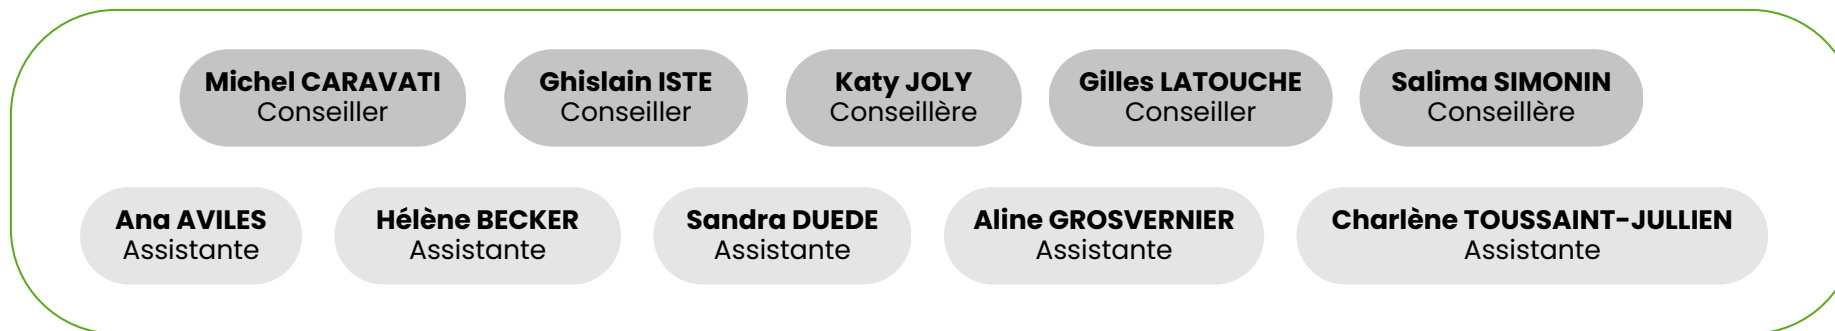 Michel CARAVATI
Conseiller
Ghislain ISTE
Conseiller
Katy JOLY
Conseillère
Gilles LATOUCHE
Conseiller
Salima SIMONIN
Conseillère
Ana AVILES
Assistante
Hélène BECKER
Assistante
Sandra DUEDE
Assistante
Aline GROSVERNIER
Assistante
Charlène TOUSSAINT-JULLIEN
Assistante